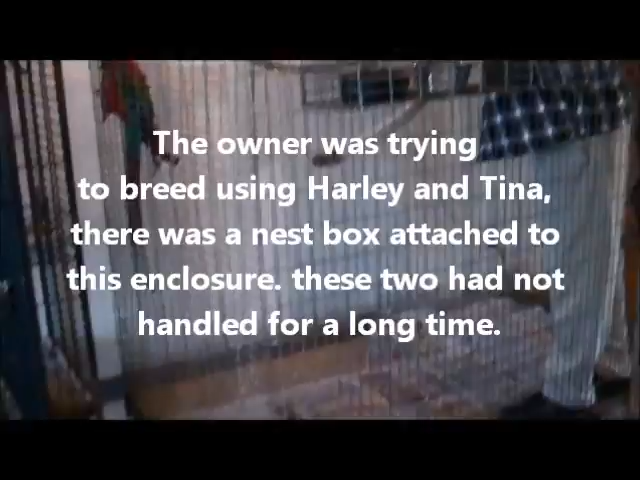 The owner was trying
to breed using Harley and Tina,
there was a nest box attached to
this enclosure. these two had not
handled for a long time.